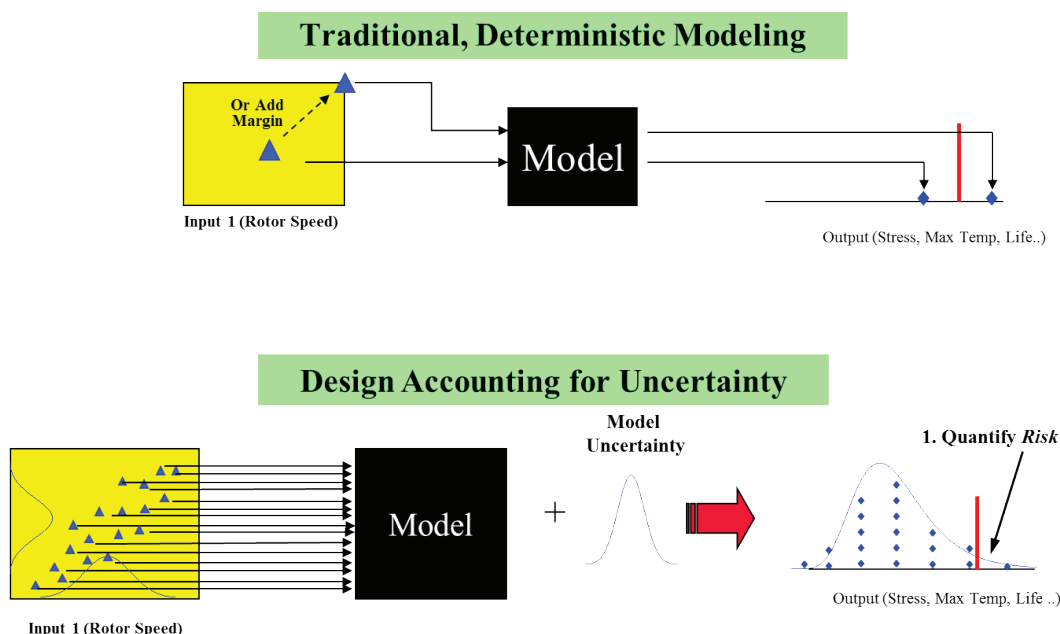 Traditional, Deterministic Modeling
Or Add
Margin
Model
Input 1 (Rotor Speed)
Output (Stress, Max Temp, Life..)
Design Accounting for Uncertainty
Model
Uncertainty
1. Quantify Risk
Model
+
Output (Stress, Max Temp, Life ..)
Input 1 (Rotor Speed)